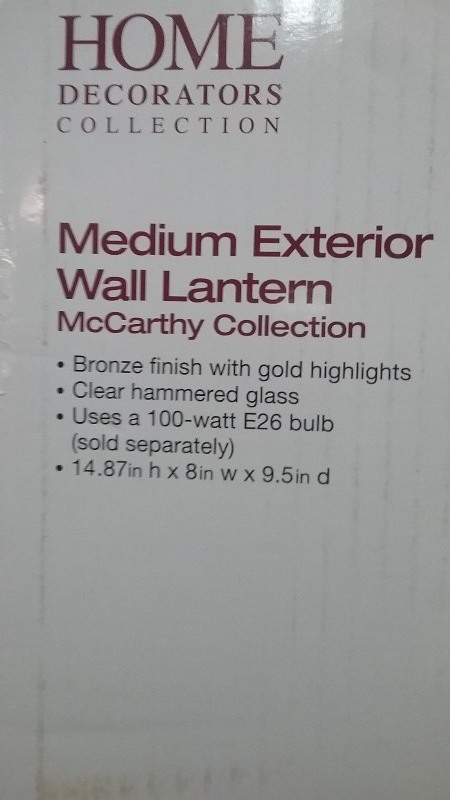 HOME
DECORATORS
COLLECTION
Medium Exterior
Wall Lantern
McCarthy Collection
• Bronze finish with gold highlights
• Clear hammered glass
• Uses a 100-watt E26 bulb
(sold separately)
• 14.87in h x 8in w x 9.5in d